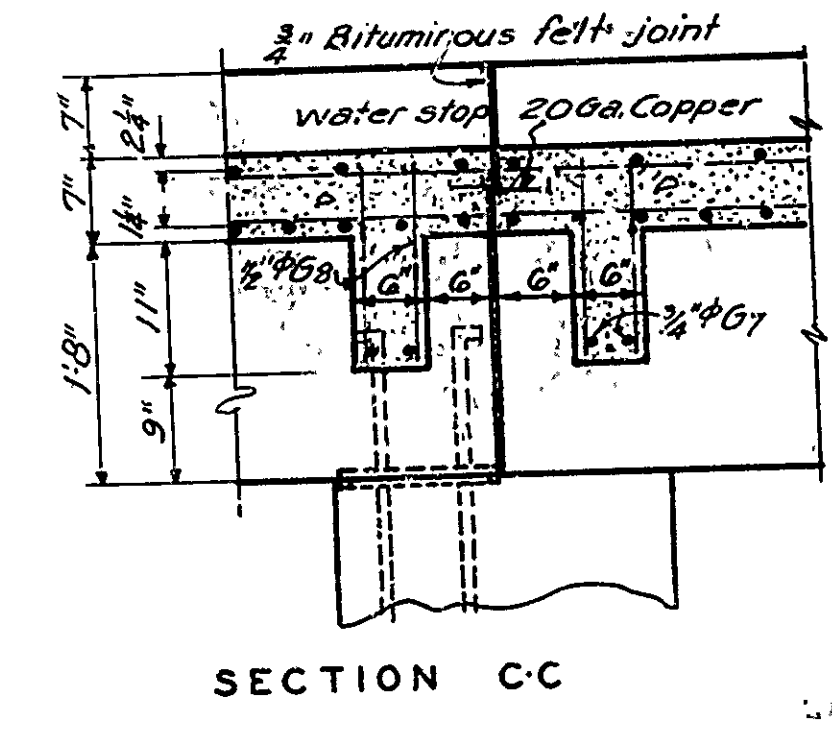 3/4" Bitumirous felt joint
water stop 20 Ga. Copper
7"
2 1/4"
7"
1 1/4"
1/2" ϕ G8
6" 6" 6" 6"
3/4" ϕ G7
11"
1'-8"
9"
SECTION C·C